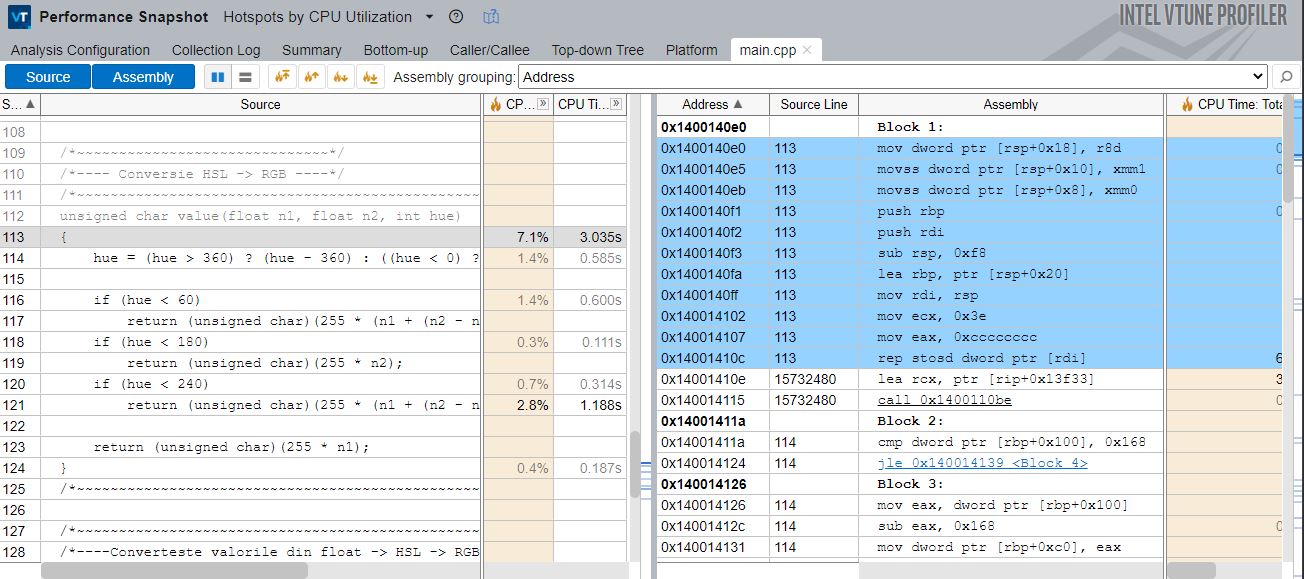 VT Performance Snapshot Hotspots by CPU Utilization ? INTEL VTUNE PROFILER
Analysis Configuration Collection Log Summary Bottom-up Caller/Callee Top-down Tree Platform main.cpp ×
Source Assembly Assembly grouping: Address
S... ▲ Source CP... » CPU Ti... »
108
109 /*~~~~~~~~~~~~~~~~~~~~~~~~~~~~~~*/
110 /*---- Conversie HSL -> RGB ----*/
111 /*~~~~~~~~~~~~~~~~~~~~~~~~~~~~~~~~~~~~~~~~~~~~~~~~
112 unsigned char value(float n1, float n2, int hue)
113 { 7.1% 3.035s
114 hue = (hue > 360) ? (hue - 360) : ((hue < 0) ? 1.4% 0.585s
115
116 if (hue < 60) 1.4% 0.600s
117 return (unsigned char)(255 * (n1 + (n2 - n
118 if (hue < 180) 0.3% 0.111s
119 return (unsigned char)(255 * n2);
120 if (hue < 240) 0.7% 0.314s
121 return (unsigned char)(255 * (n1 + (n2 - n 2.8% 1.188s
122
123 return (unsigned char)(255 * n1);
124 } 0.4% 0.187s
125 /*~~~~~~~~~~~~~~~~~~~~~~~~~~~~~~~~~~~~~~~~~~~~~~~~
126
127 /*~~~~~~~~~~~~~~~~~~~~~~~~~~~~~~~~~~~~~~~~~~~~~~~~
128 /*----Converteste valorile din float -> HSL -> RGB
Address ▲ Source Line Assembly CPU Time: Tota
0x1400140e0 Block 1:
0x1400140e0 113 mov dword ptr [rsp+0x18], r8d 0
0x1400140e5 113 movss dword ptr [rsp+0x10], xmm1 0
0x1400140eb 113 movss dword ptr [rsp+0x8], xmm0
0x1400140f1 113 push rbp 0
0x1400140f2 113 push rdi
0x1400140f3 113 sub rsp, 0xf8
0x1400140fa 113 lea rbp, ptr [rsp+0x20]
0x1400140ff 113 mov rdi, rsp
0x140014102 113 mov ecx, 0x3e
0x140014107 113 mov eax, 0xcccccccc
0x14001410c 113 rep stosd dword ptr [rdi] 6
0x14001410e 15732480 lea rcx, ptr [rip+0x13f33] 3
0x140014115 15732480 call 0x1400110be 0
0x14001411a Block 2:
0x14001411a 114 cmp dword ptr [rbp+0x100], 0x168
0x140014124 114 jle 0x140014139 <Block 4>
0x140014126 Block 3:
0x140014126 114 mov eax, dword ptr [rbp+0x100]
0x14001412c 114 sub eax, 0x168 0
0x140014131 114 mov dword ptr [rbp+0xc0], eax